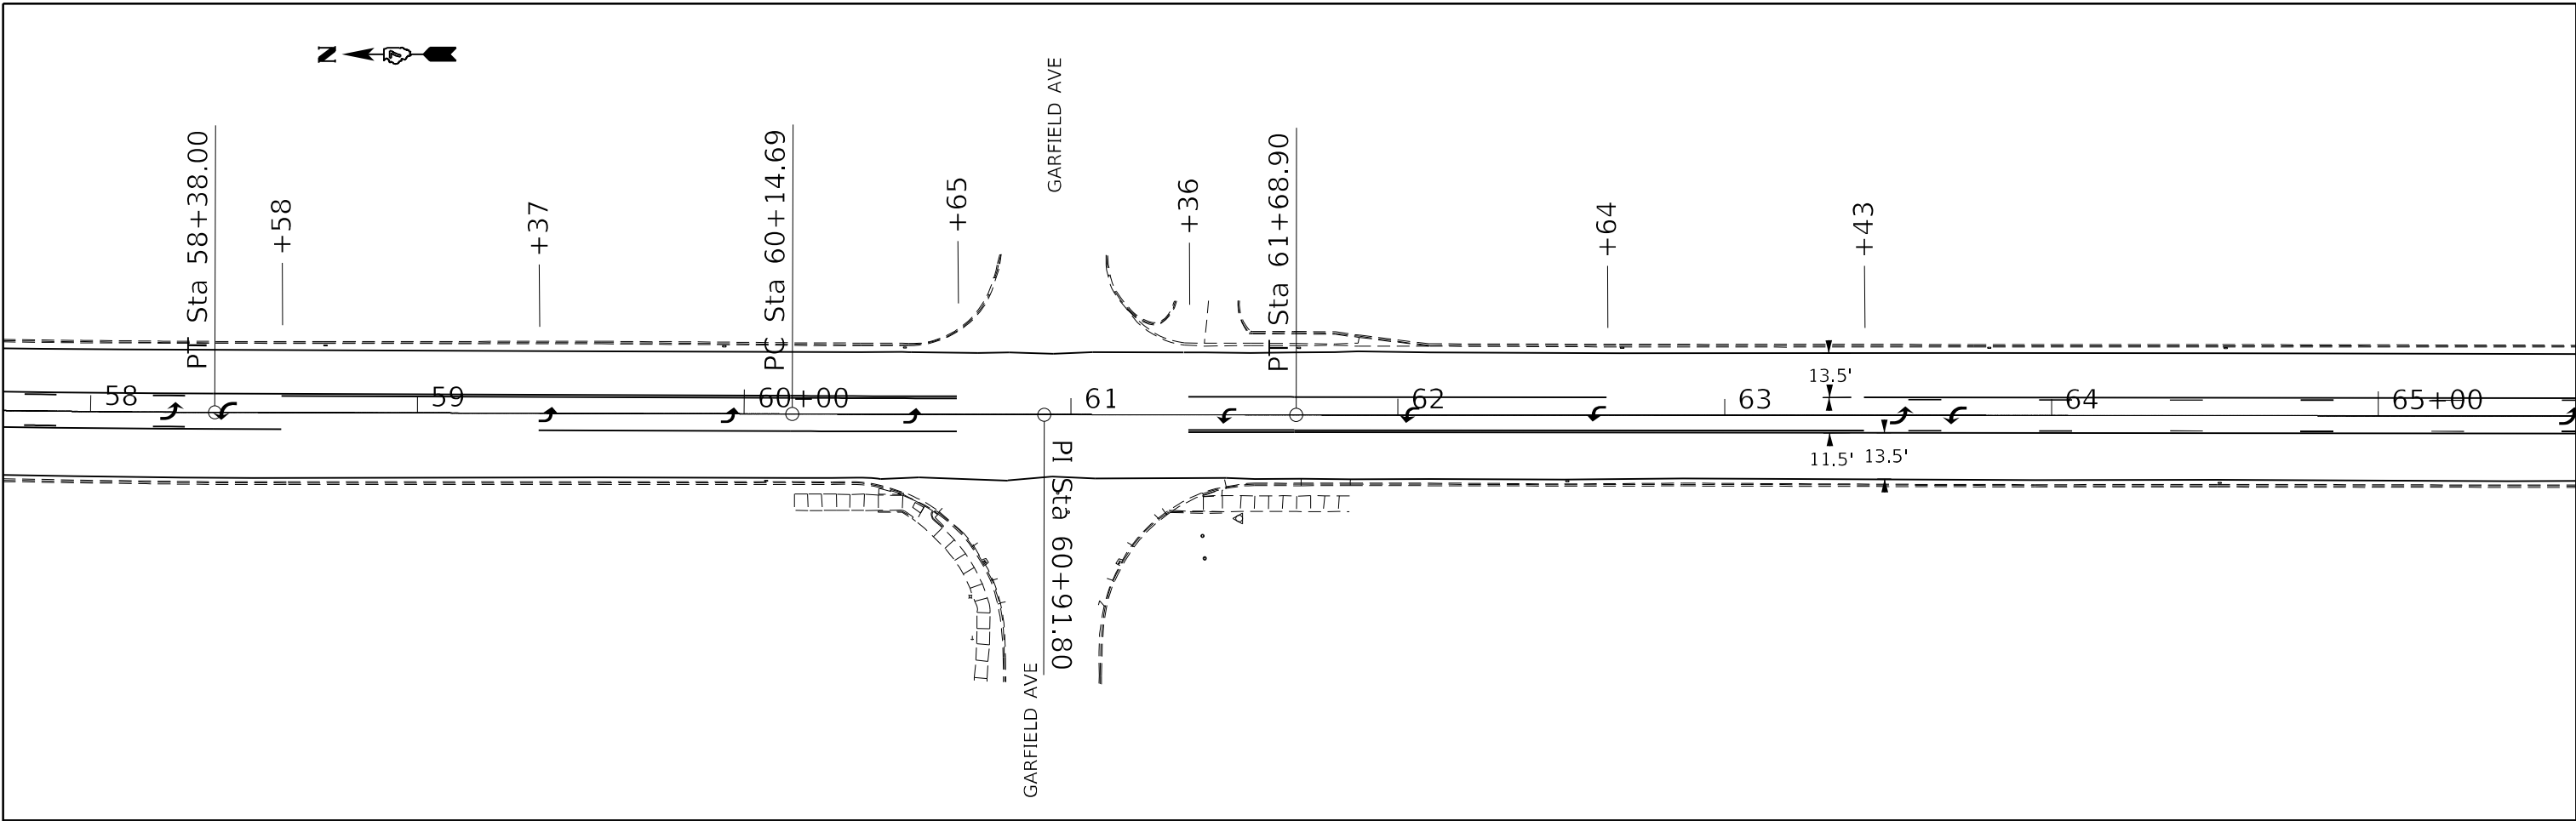 N
GARFIELD AVE
PT Sta 58+38.00
+58
+37
PC Sta 60+14.69
+65
+36
PT Sta 61+68.90
+64
+43
58
59
60+00
61
62
63
64
65+00
13.5'
11.5'
13.5'
PI Sta 60+91.80
GARFIELD AVE